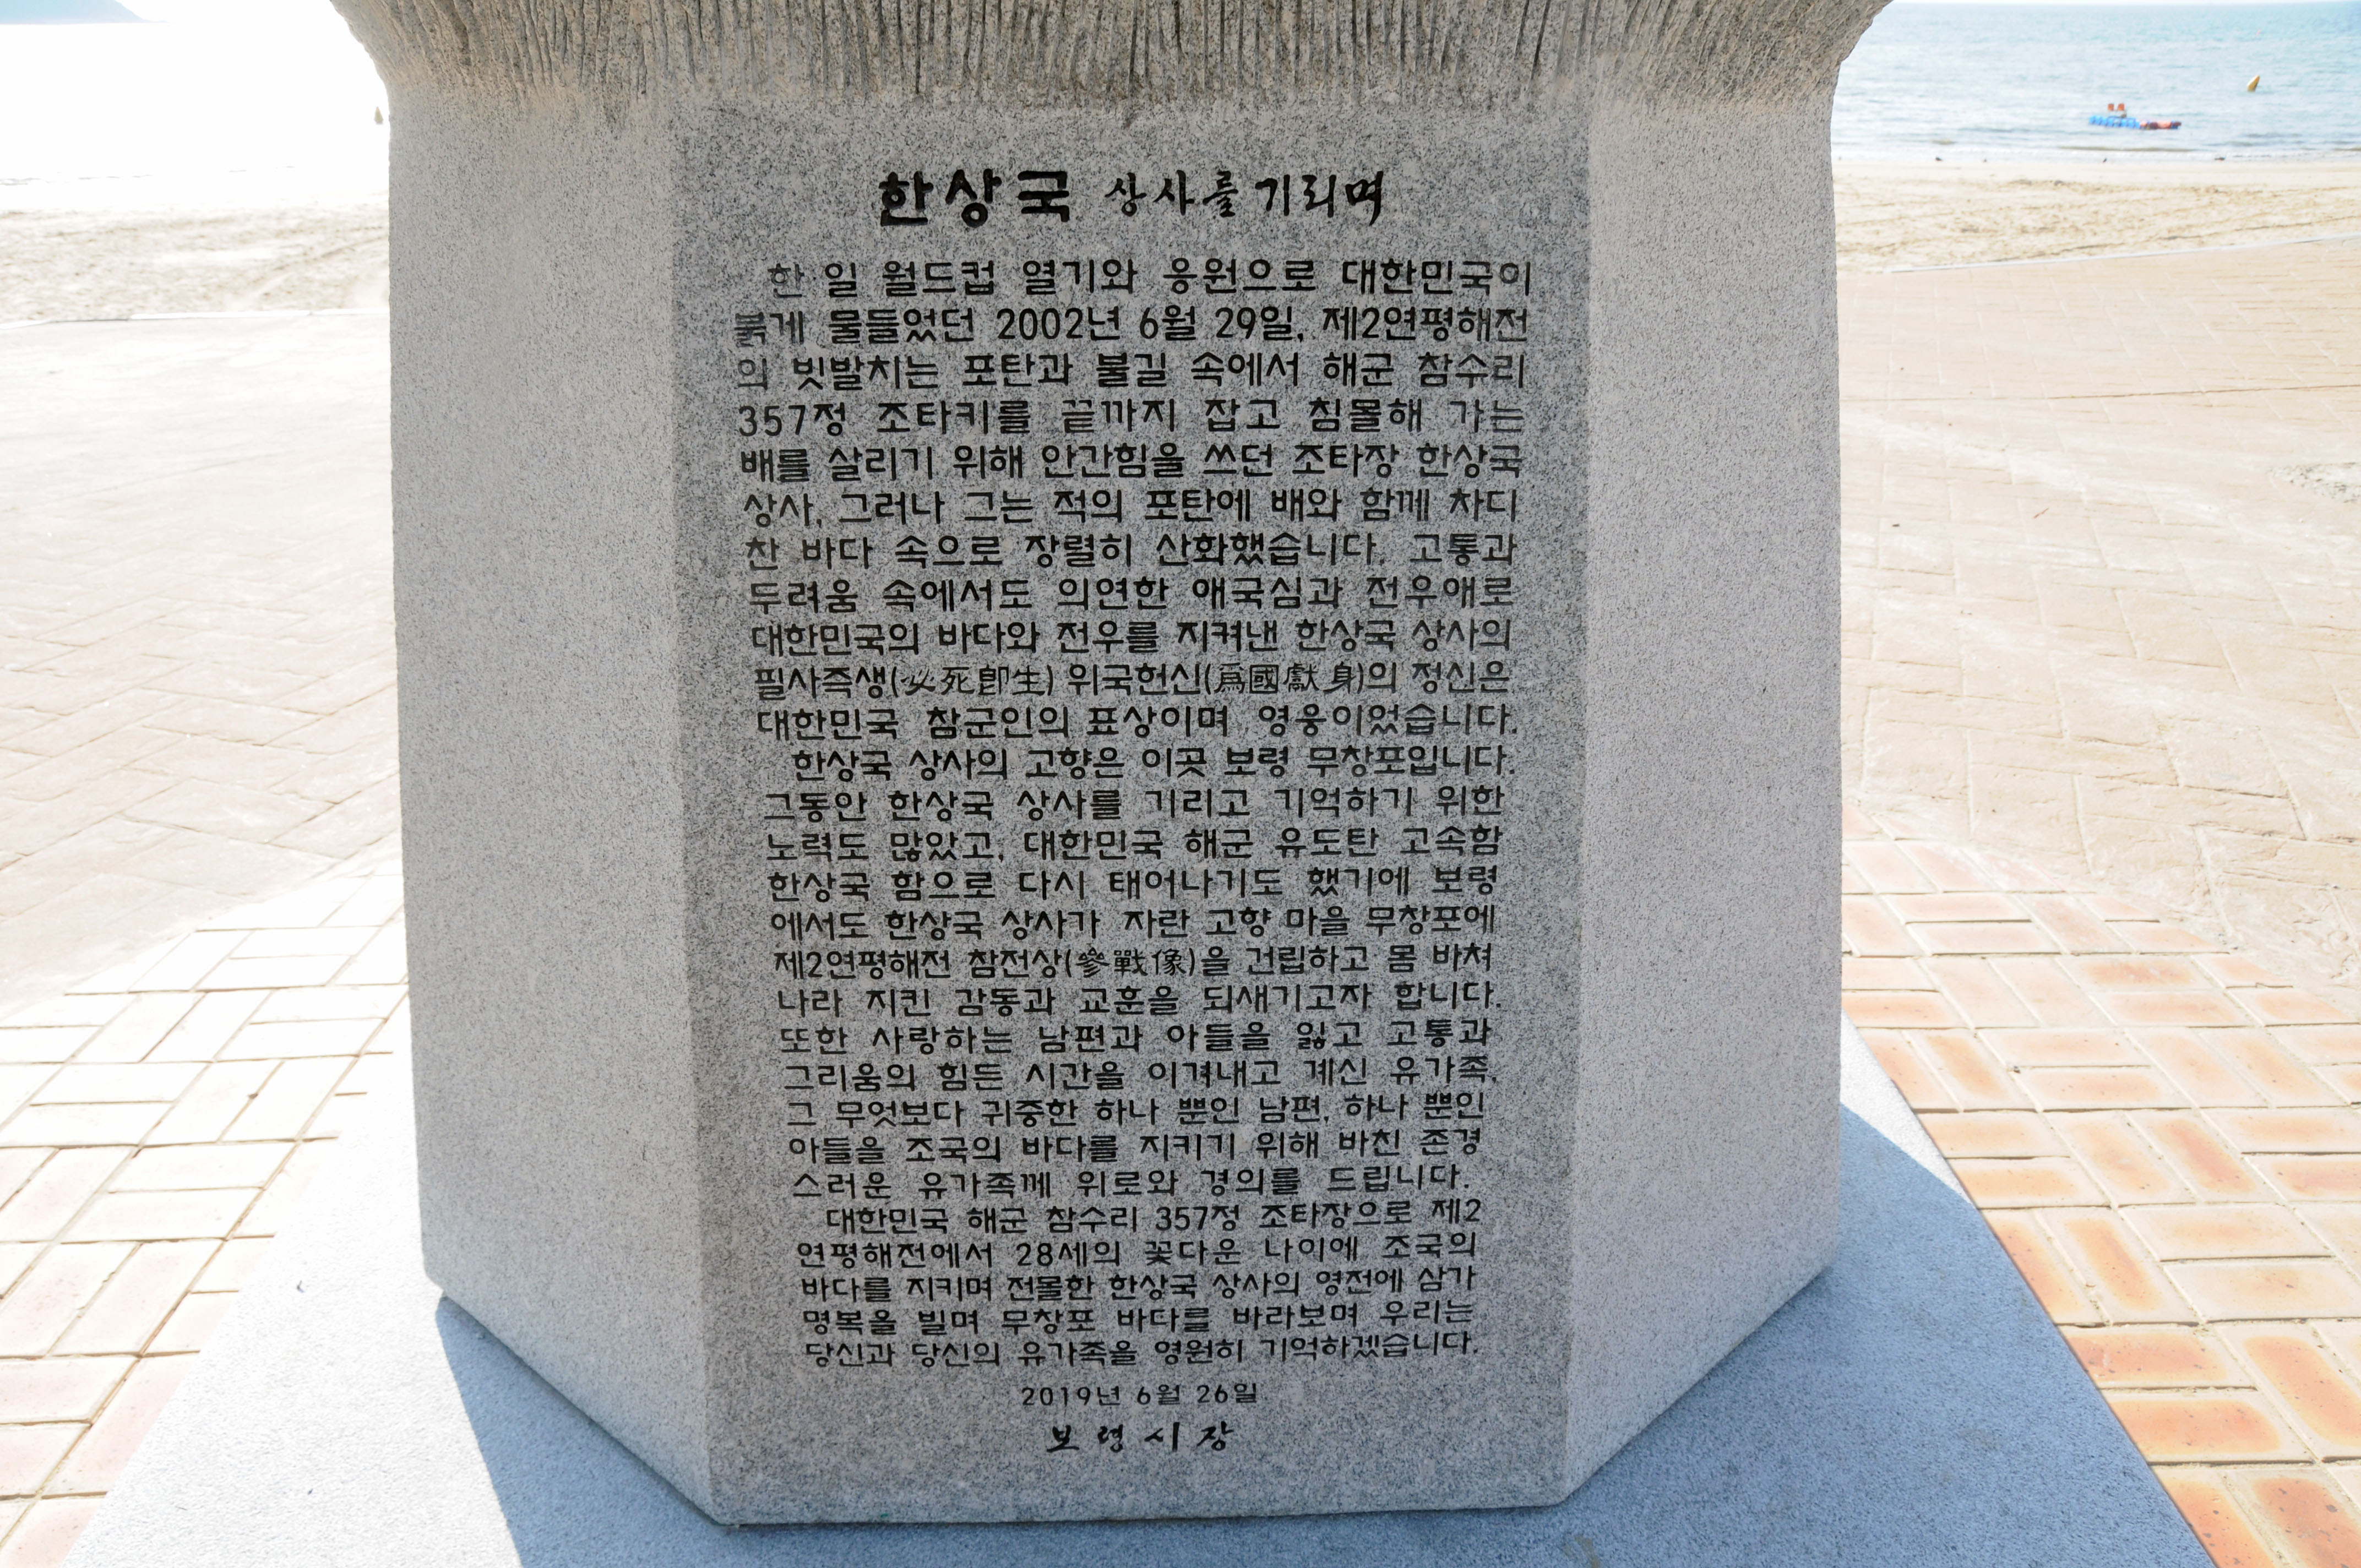 한상국 상사를 기리며
한 일 월드컵 열기와 응원으로 대한민국이
붉게 물들었던 2002년 6월 29일, 제2연평해전
의 빗발치는 포탄과 불길 속에서 해군 참수리
357정 조타키를 끝까지 잡고 침몰해 가는
배를 살리기 위해 안간힘을 쓰던 조타장 한상국
상사, 그러나 그는 적의 포탄에 배와 함께 차디
찬 바다 속으로 장렬히 산화했습니다. 고통과
두려움 속에서도 의연한 애국심과 전우애로
대한민국의 바다와 전우를 지켜낸 한상국 상사의
필사즉생(必死卽生) 위국헌신(爲國獻身)의 정신은
대한민국 참군인의 표상이며 영웅이었습니다.
한상국 상사의 고향은 이곳 보령 무창포입니다.
그동안 한상국 상사를 기리고 기억하기 위한
노력도 많았고, 대한민국 해군 유도탄 고속함
한상국 함으로 다시 태어나기도 했기에 보령
에서도 한상국 상사가 자란 고향 마을 무창포에
제2연평해전 참전상(參戰像)을 건립하고 몸 바쳐
나라 지킨 감동과 교훈을 되새기고자 합니다.
또한 사랑하는 남편과 아들을 잃고 고통과
그리움의 힘든 시간을 이겨내고 계신 유가족,
그 무엇보다 귀중한 하나 뿐인 남편, 하나 뿐인
아들을 조국의 바다를 지키기 위해 바친 존경
스러운 유가족께 위로와 경의를 드립니다.
대한민국 해군 참수리 357정 조타장으로 제2
연평해전에서 28세의 꽃다운 나이에 조국의
바다를 지키며 전몰한 한상국 상사의 영전에 삼가
명복을 빌며 무창포 바다를 바라보며 우리는
당신과 당신의 유가족을 영원히 기억하겠습니다.
2019년 6월 26일
보령시장